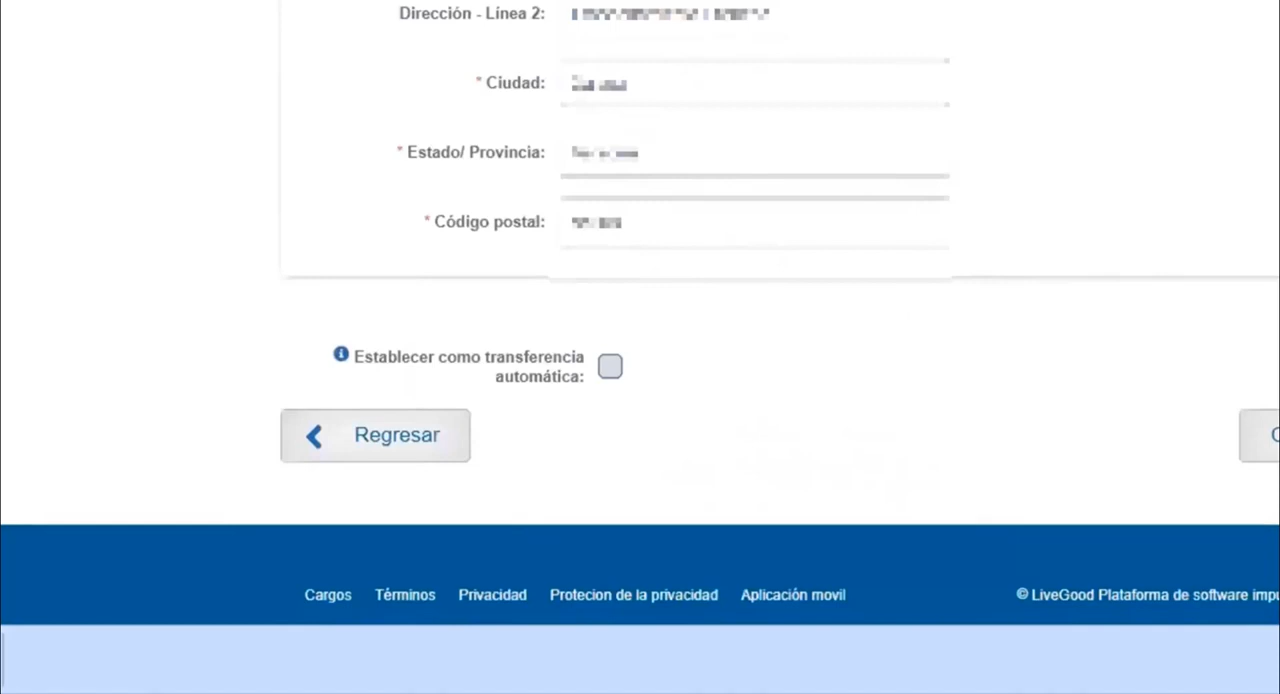 Dirección - Línea 2:
* Ciudad:
* Estado/ Provincia:
* Código postal:
Establecer como transferencia
automática:
Regresar
Cargos Términos Privacidad Protecion de la privacidad Aplicación movil © LiveGood Plataforma de software